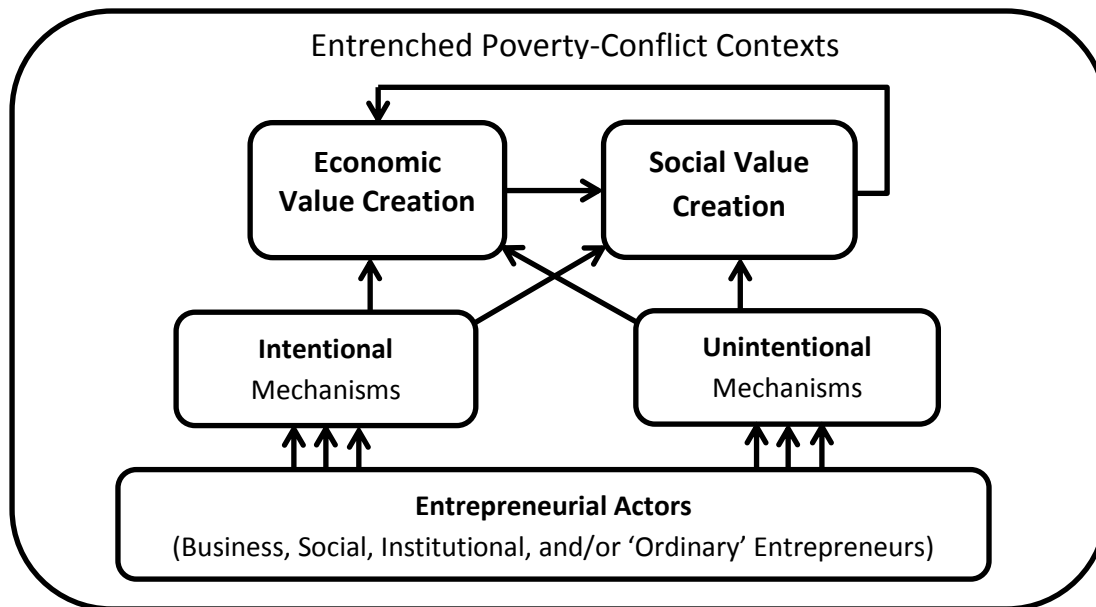 Entrenched Poverty-Conflict Contexts
Economic
Value Creation
Social Value
Creation
Intentional
Mechanisms
Unintentional
Mechanisms
Entrepreneurial Actors
(Business, Social, Institutional, and/or ‘Ordinary’ Entrepreneurs)